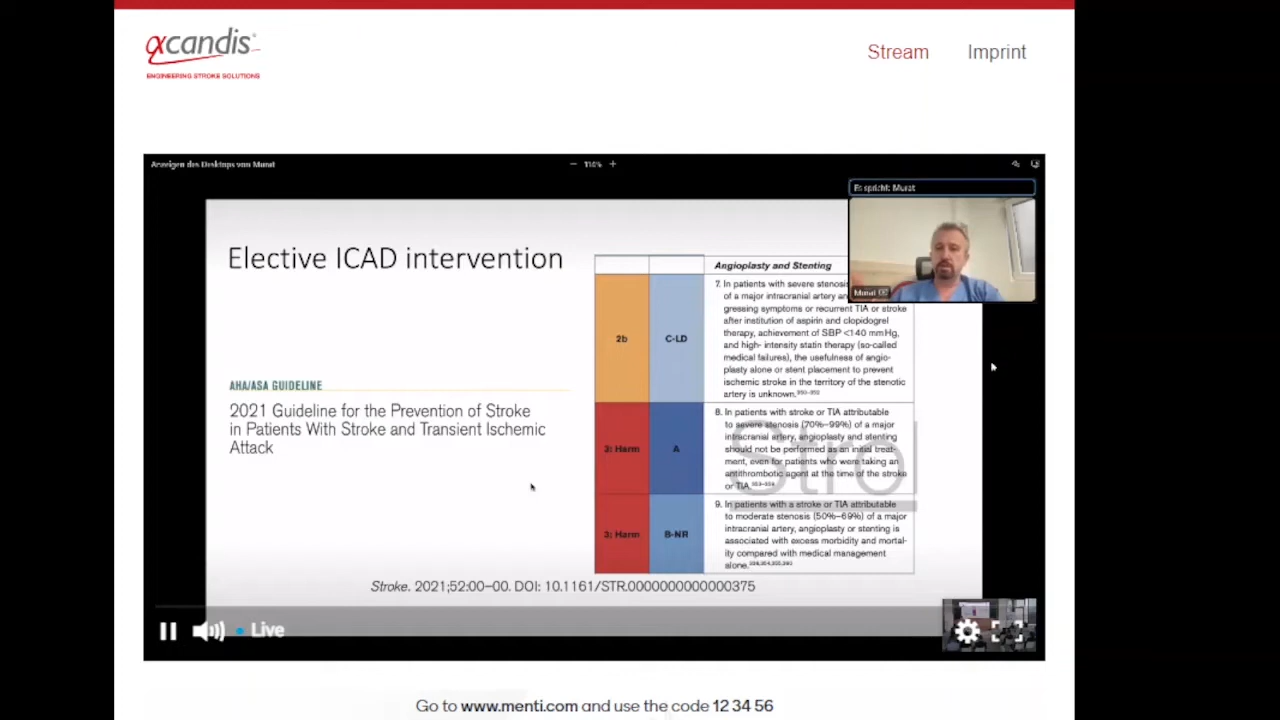 acandis
ENGINEERING STROKE SOLUTIONS
Stream
Imprint
Anzeigen des Desktops von Murat
− 114% +
Es spricht: Murat
Murat
Elective ICAD intervention
AHA/ASA GUIDELINE
2021 Guideline for the Prevention of Stroke
in Patients With Stroke and Transient Ischemic
Attack
Angioplasty and Stenting
2b
C-LD
7. In patients with severe stenosis
of a major intracranial artery an
gressing symptoms or recurrent TIA or stroke
after institution of aspirin and clopidogrel
therapy, achievement of SBP <140 mm Hg,
and high- intensity statin therapy (so-called
medical failures), the usefulness of angio-
plasty alone or stent placement to prevent
ischemic stroke in the territory of the stenotic
artery is unknown.
3: Harm
A
8. In patients with stroke or TIA attributable
to severe stenosis (70%–99%) of a major
intracranial artery, angioplasty and stenting
should not be performed as an initial treat-
ment, even for patients who were taking an
antithrombotic agent at the time of the stroke
or TIA.
3: Harm
B-NR
9. In patients with a stroke or TIA attributable
to moderate stenosis (50%–69%) of a major
intracranial artery, angioplasty or stenting is
associated with excess morbidity and mortal-
ity compared with medical management
alone.
Strol
Stroke. 2021;52:00–00. DOI: 10.1161/STR.0000000000000375
Live
Go to www.menti.com and use the code 12 34 56